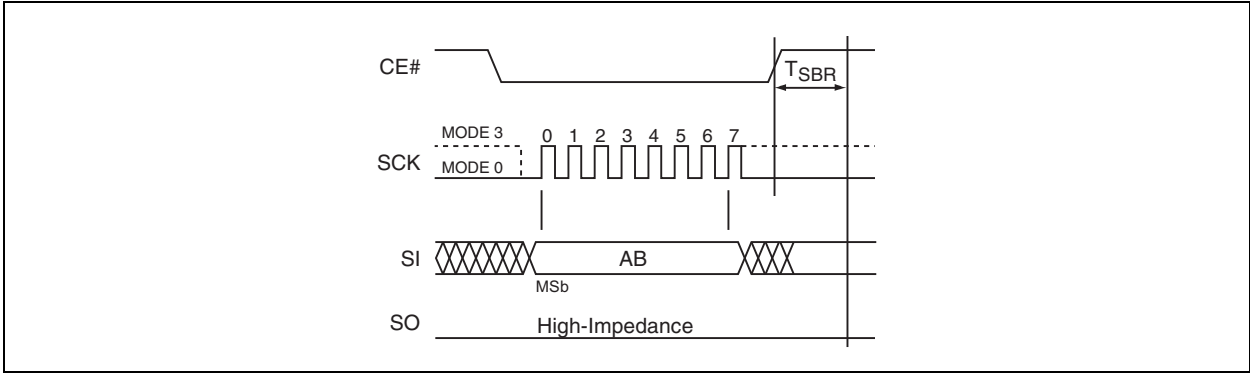 CE#
TSBR
MODE 3
0 1 2 3 4 5 6 7
SCK
MODE 0
SI
AB
MSb
SO
High-Impedance